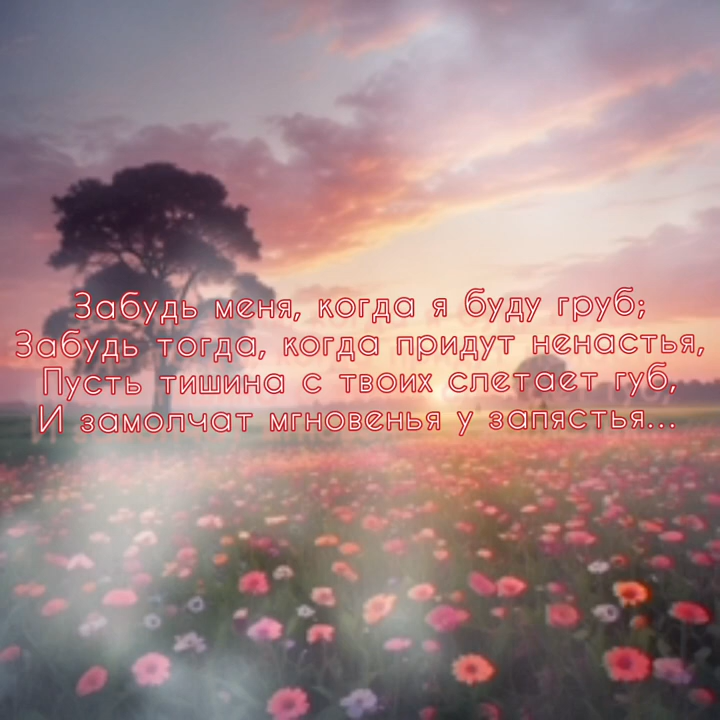 Забудь меня, когда я буду груб;
Забудь тогда, когда придут ненастья,
Пусть тишина с твоих слетает губ,
И замолчат мгновенья у запястья...